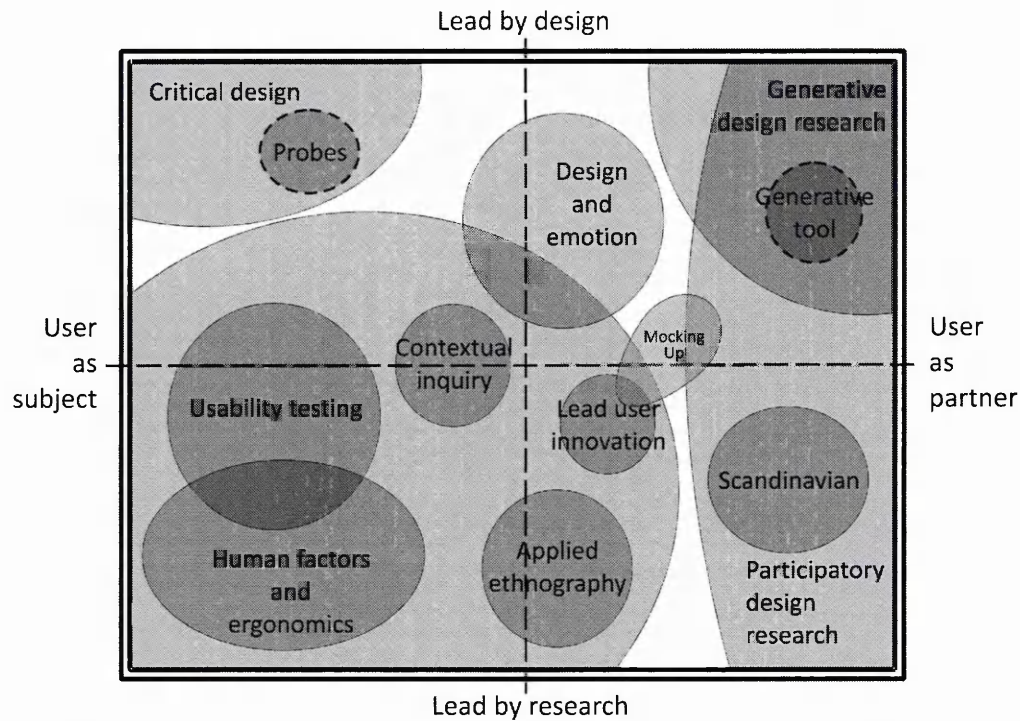 Lead by design
Critical design
Probes
Design
and
emotion
Generative
design research
Generative
tool
User
as
subject
Contextual
inquiry
Mocking
Up!
User
as
partner
Usability testing
Lead user
innovation
Scandinavian
Human factors
and
ergonomics
Applied
ethnography
Participatory
design
research
Lead by research